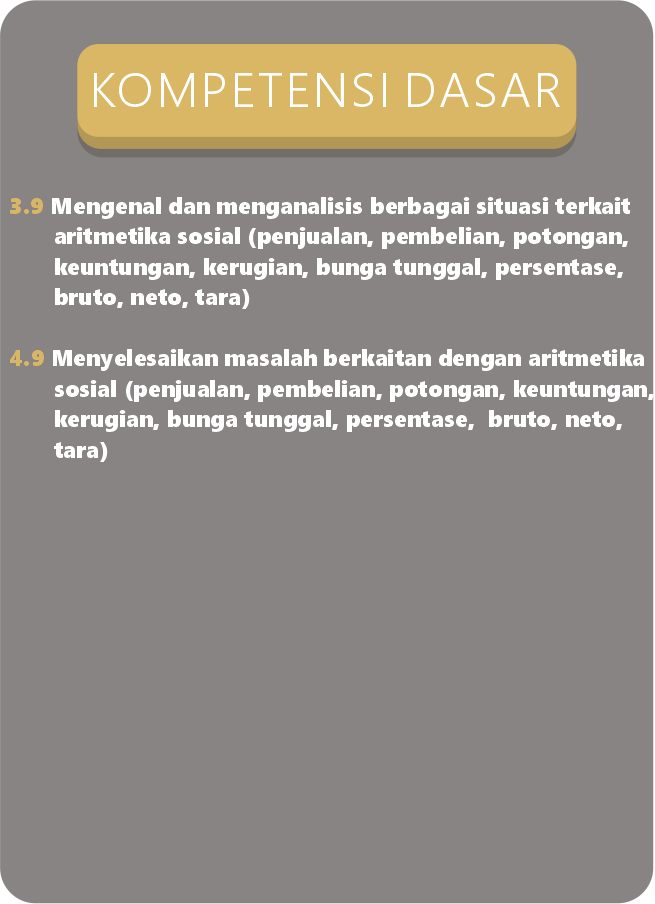 KOMPETENSI DASAR
3.9 Mengenal dan menganalisis berbagai situasi terkait
aritmetika sosial (penjualan, pembelian, potongan,
keuntungan, kerugian, bunga tunggal, persentase,
bruto, neto, tara)
4.9 Menyelesaikan masalah berkaitan dengan aritmetika
sosial (penjualan, pembelian, potongan, keuntungan,
kerugian, bunga tunggal, persentase,  bruto, neto,
tara)